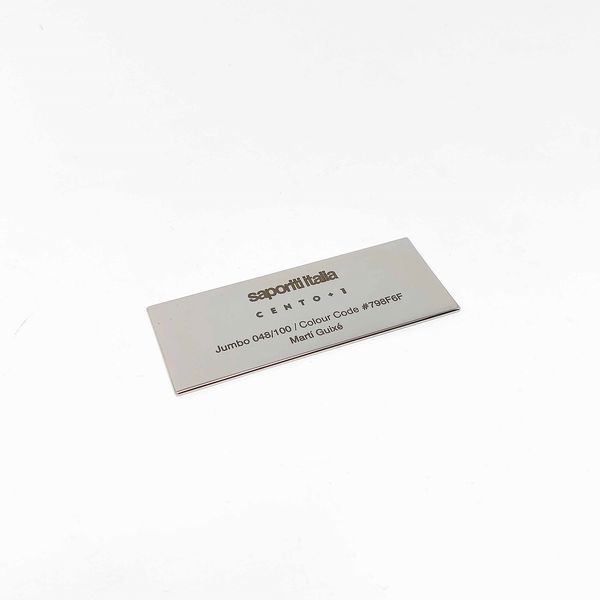 saporiti italia
CENTO+1
Jumbo 048/100 / Colour Code #798F6F
Martí Guixé